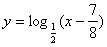 y = log_{1/2}(x - 7/8)